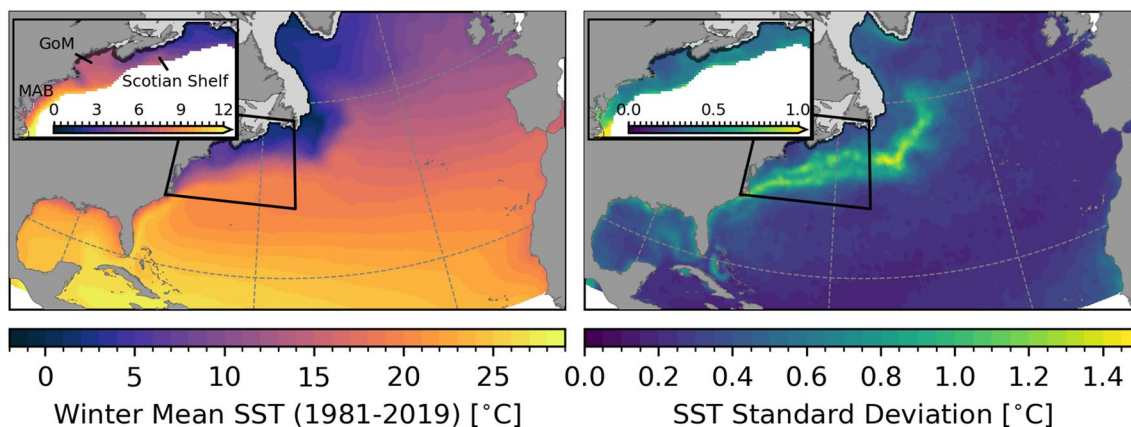 GoM
Scotian Shelf
MAB
0 3 6 9 12
0.0 0.5 1.0
0 5 10 15 20 25
Winter Mean SST (1981-2019) [°C]
0.0 0.2 0.4 0.6 0.8 1.0 1.2 1.4
SST Standard Deviation [°C]